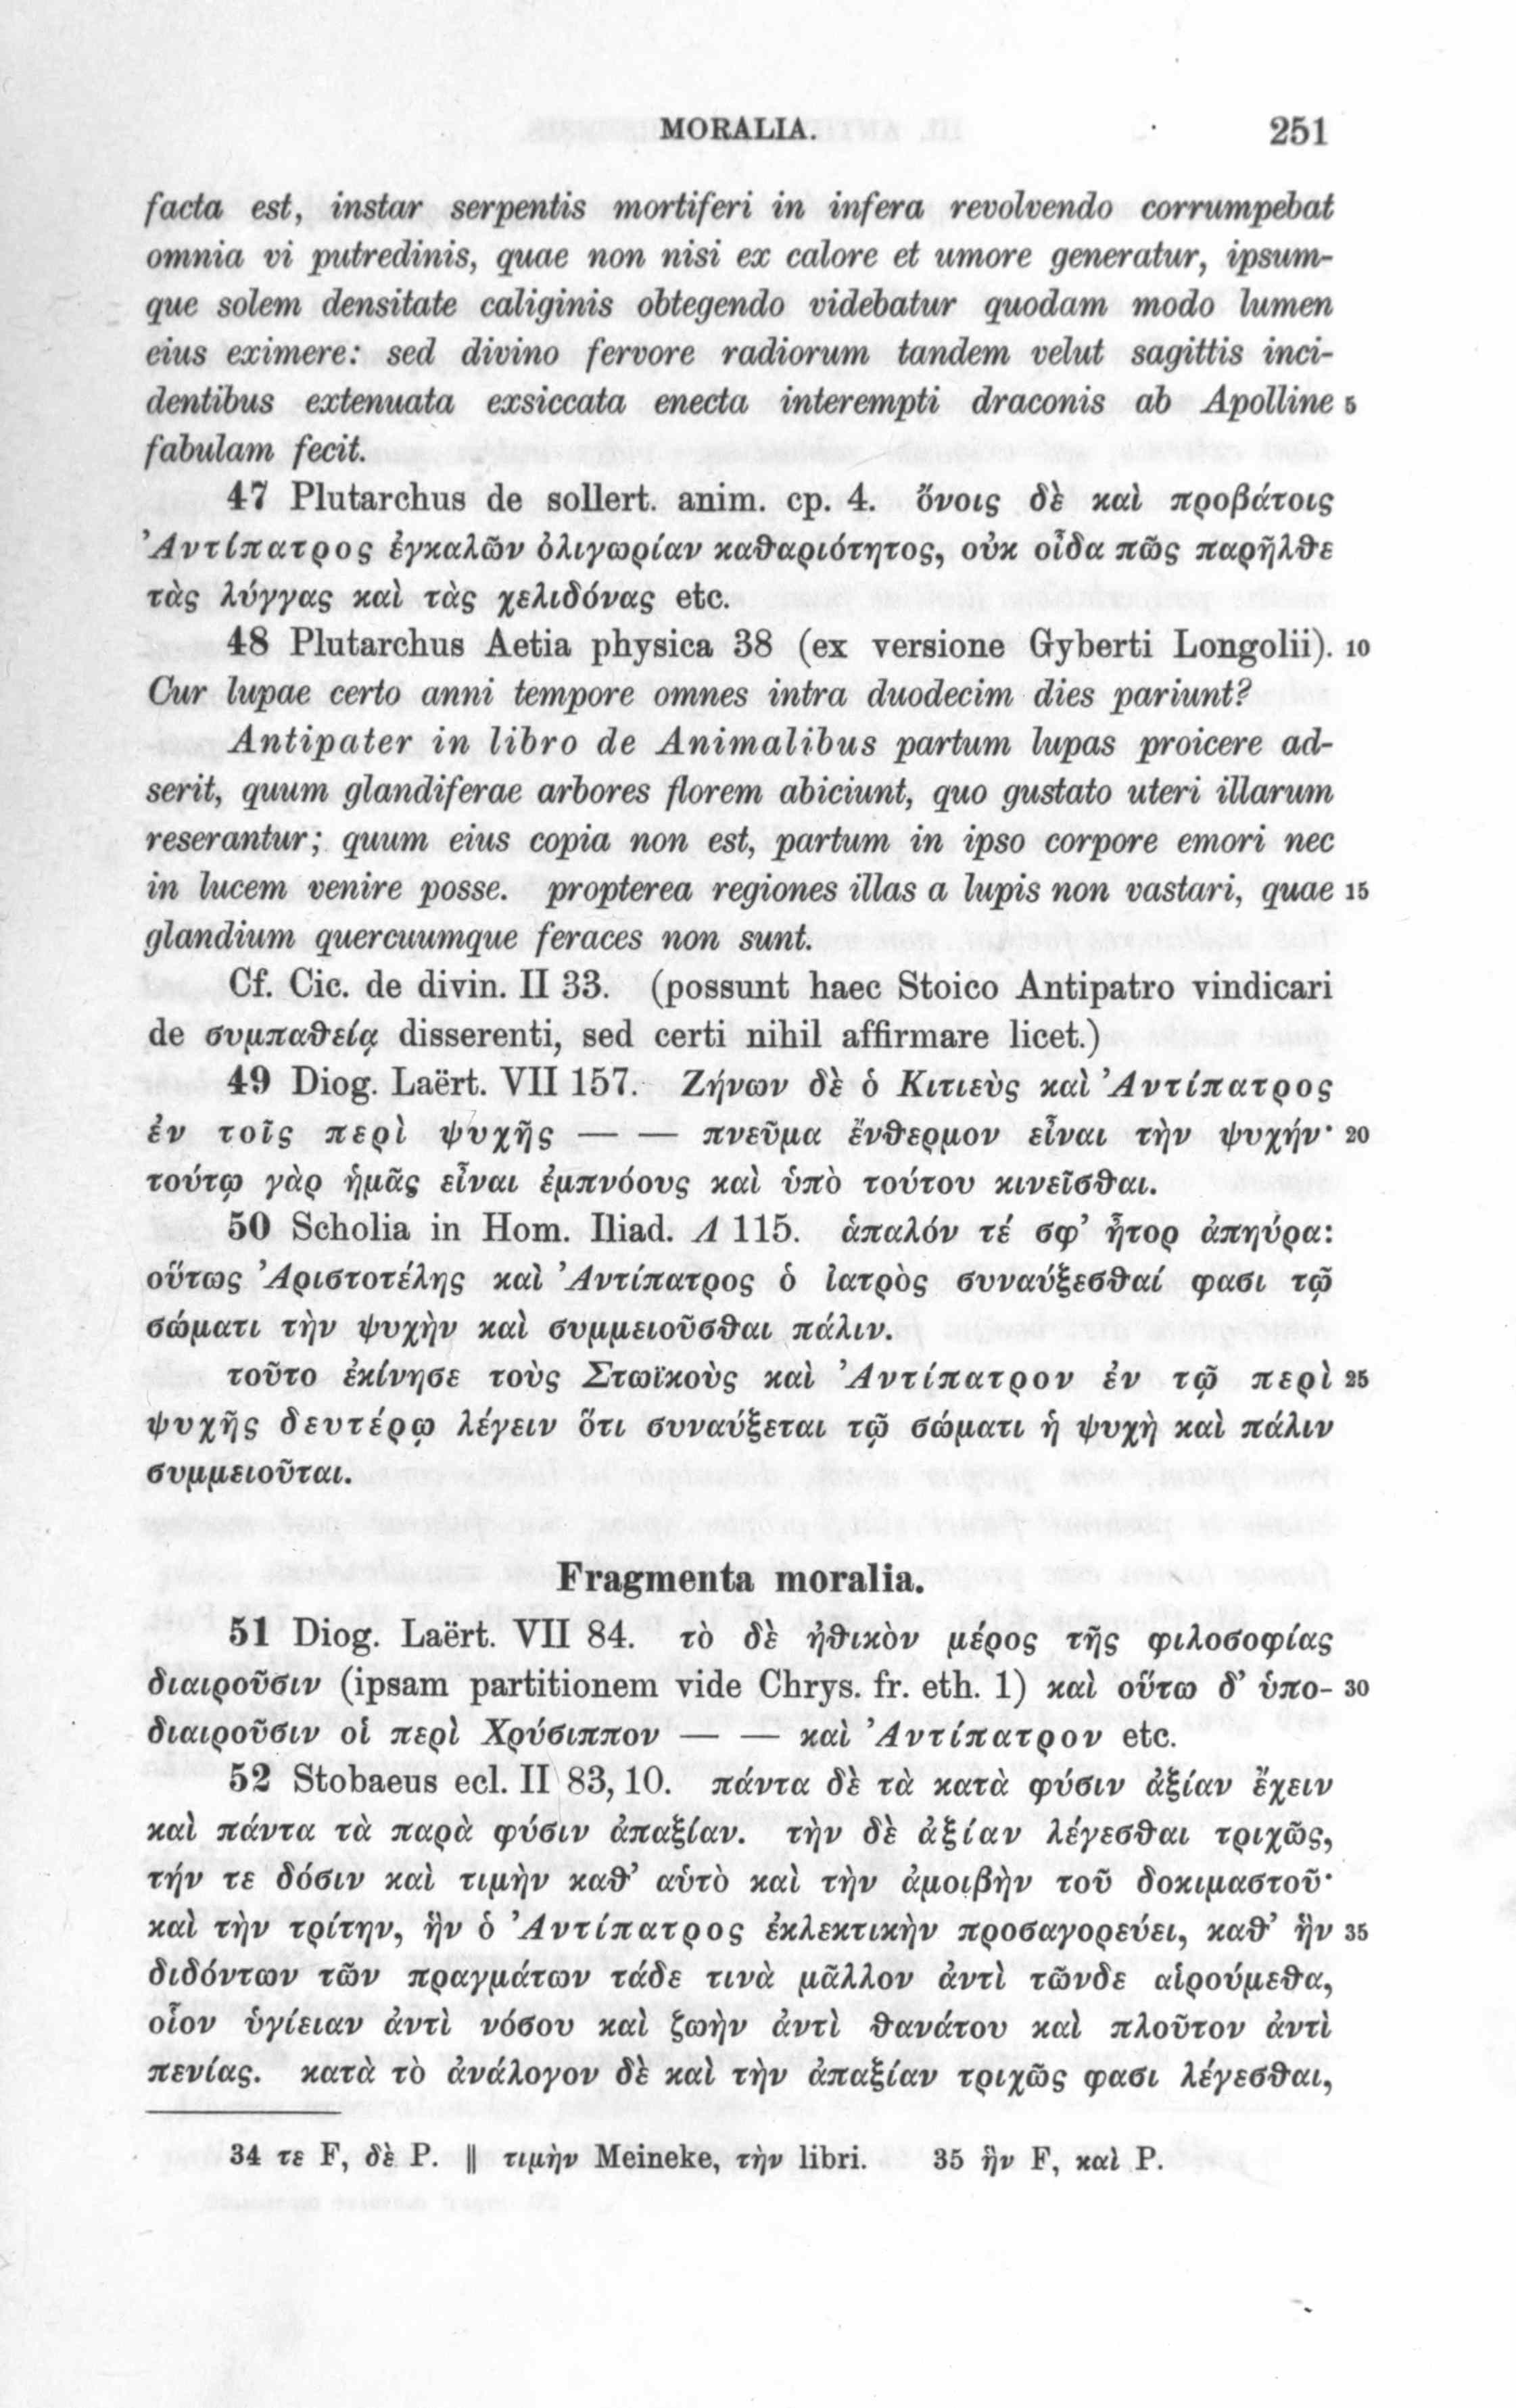 MORALIA. 251
facta est, instar serpentis mortiferi in infera revolvendo corrumpebat
omnia vi putredinis, quae non nisi ex calore et umore generatur, ipsum-
que solem densitate caliginis obtegendo videbatur quodam modo lumen
eius eximere: sed divino fervore radiorum tandem velut sagittis inci-
dentibus extenuata exsiccata enecta interempti draconis ab Apolline 5
fabulam fecit.
47 Plutarchus de sollert. anim. cp. 4. ὄνοις δὲ καὶ προβάτοις
Ἀντίπατρος ἐγκαλῶν ὀλιγωρίαν καθαριότητος, οὐκ οἶδα πῶς παρῆλθε
τὰς λύγγας καὶ τὰς χελιδόνας etc.
48 Plutarchus Aetia physica 38 (ex versione Gyberti Longolii). 10
Cur lupae certo anni tempore omnes intra duodecim dies pariunt?
Antipater in libro de Animalibus partum lupas proicere ad-
serit, quum glandiferae arbores florem abiciunt, quo gustato uteri illarum
reserantur; quum eius copia non est, partum in ipso corpore emori nec
in lucem venire posse. propterea regiones illas a lupis non vastari, quae 15
glandium quercuumque feraces non sunt.
Cf. Cic. de divin. II 33. (possunt haec Stoico Antipatro vindicari
de συμπαθείᾳ disserenti, sed certi nihil affirmare licet.)
49 Diog. Laërt. VII 157. Ζήνων δὲ ὁ Κιτιεὺς καὶ Ἀντίπατρος
ἐν τοῖς περὶ ψυχῆς — — πνεῦμα ἔνθερμον εἶναι τὴν ψυχήν· 20
τούτῳ γὰρ ἡμᾶς εἶναι ἐμπνόους καὶ ὑπὸ τούτου κινεῖσθαι.
50 Scholia in Hom. Iliad. Λ 115. ἁπαλόν τέ σφ’ ἦτορ ἀπηύρα:
οὕτως Ἀριστοτέλης καὶ Ἀντίπατρος ὁ ἰατρὸς συναύξεσθαί φασι τῷ
σώματι τὴν ψυχὴν καὶ συμμειοῦσθαι πάλιν.
τοῦτο ἐκίνησε τοὺς Στωϊκοὺς καὶ Ἀντίπατρον ἐν τῷ περὶ 25
ψυχῆς δευτέρῳ λέγειν ὅτι συναύξεται τῷ σώματι ἡ ψυχὴ καὶ πάλιν
συμμειοῦται.
Fragmenta moralia.
51 Diog. Laërt. VII 84. τὸ δὲ ἠθικὸν μέρος τῆς φιλοσοφίας
διαιροῦσιν (ipsam partitionem vide Chrys. fr. eth. 1) καὶ οὕτω δ’ ὑπο- 30
διαιροῦσιν οἱ περὶ Χρύσιππον — — καὶ Ἀντίπατρον etc.
52 Stobaeus ecl. II 83, 10. πάντα δὲ τὰ κατὰ φύσιν ἀξίαν ἔχειν
καὶ πάντα τὰ παρὰ φύσιν ἀπαξίαν. τὴν δὲ ἀξίαν λέγεσθαι τριχῶς,
τήν τε δόσιν καὶ τιμὴν καθ’ αὑτὸ καὶ τὴν ἀμοιβὴν τοῦ δοκιμαστοῦ·
καὶ τὴν τρίτην, ἣν ὁ Ἀντίπατρος ἐκλεκτικὴν προσαγορεύει, καθ’ ἣν 35
διδόντων τῶν πραγμάτων τάδε τινὰ μᾶλλον ἀντὶ τῶνδε αἱρούμεθα,
οἷον ὑγίειαν ἀντὶ νόσου καὶ ζωὴν ἀντὶ θανάτου καὶ πλοῦτον ἀντὶ
πενίας. κατὰ τὸ ἀνάλογον δὲ καὶ τὴν ἀπαξίαν τριχῶς φασι λέγεσθαι,
34 τε F, δὲ P. ‖ τιμὴν Meineke, τὴν libri. 35 ἣν F, καὶ P.